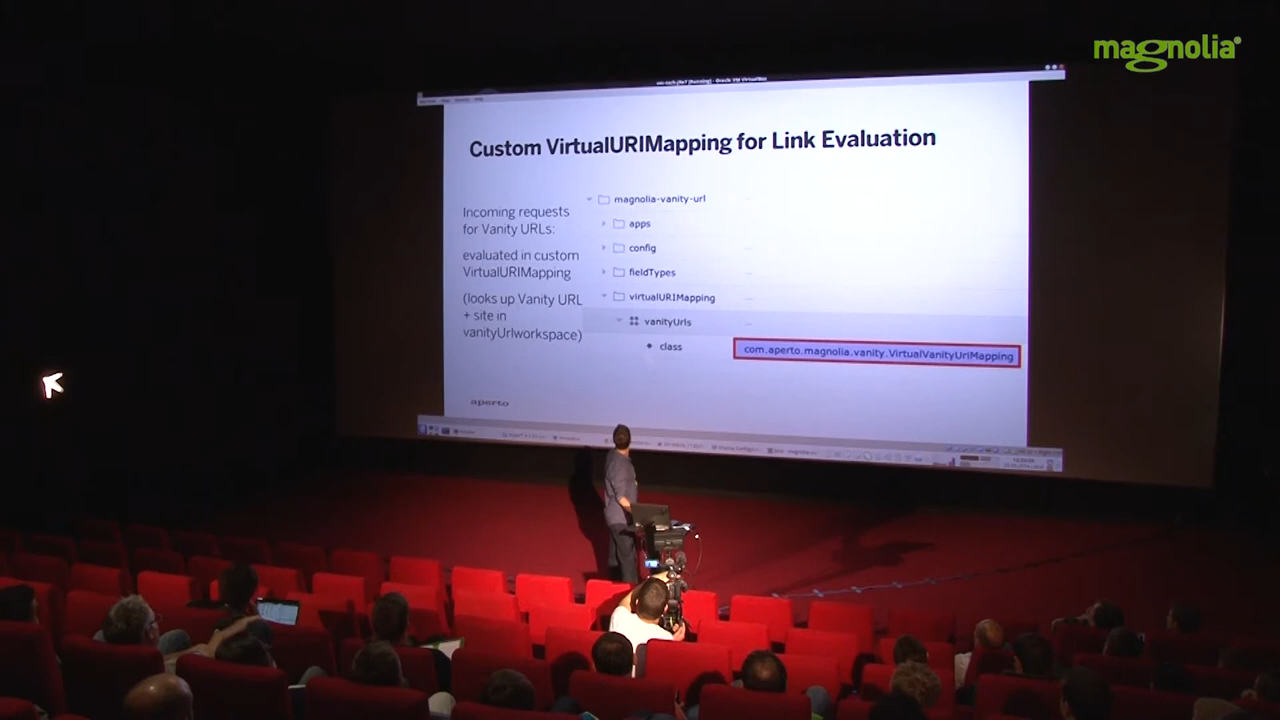 magnolia®
Custom VirtualURIMapping for Link Evaluation
Incoming requests
for Vanity URLs:
evaluated in custom
VirtualURIMapping
(looks up Vanity URL
+ site in
vanityUrlworkspace)
magnolia-vanity-url
apps
config
fieldTypes
virtualURIMapping
vanityUrls
class
com.aperto.magnolia.vanity.VirtualVanityUriMapping
aperto